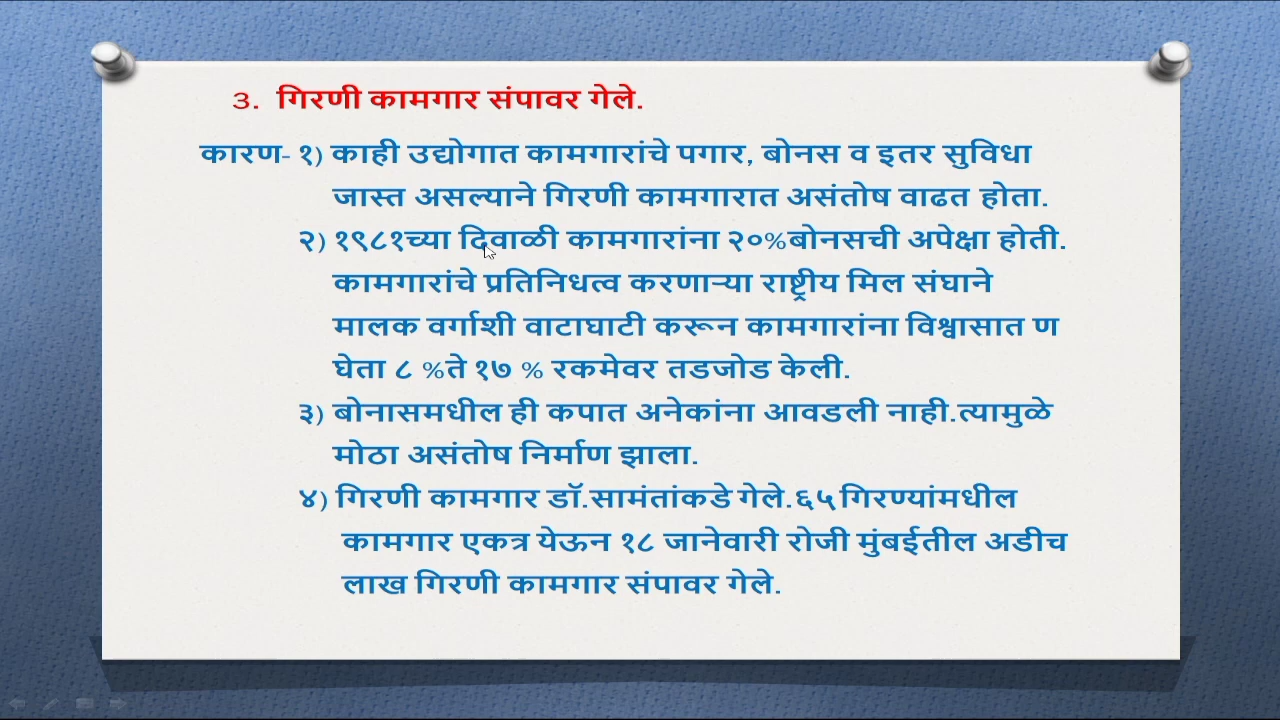 3. गिरणी कामगार संपावर गेले.
कारण- १) काही उद्योगात कामगारांचे पगार, बोनस व इतर सुविधा
जास्त असल्याने गिरणी कामगारात असंतोष वाढत होता.
२) १९८१च्या दिवाळी कामगारांना २०%बोनसची अपेक्षा होती.
कामगारांचे प्रतिनिधत्व करणाऱ्या राष्ट्रीय मिल संघाने
मालक वर्गाशी वाटाघाटी करून कामगारांना विश्वासात ण
घेता ८ %ते १७ % रकमेवर तडजोड केली.
३) बोनासमधील ही कपात अनेकांना आवडली नाही.त्यामुळे
मोठा असंतोष निर्माण झाला.
४) गिरणी कामगार डॉ.सामंतांकडे गेले.६५ गिरण्यांमधील
कामगार एकत्र येऊन १८ जानेवारी रोजी मुंबईतील अडीच
लाख गिरणी कामगार संपावर गेले.